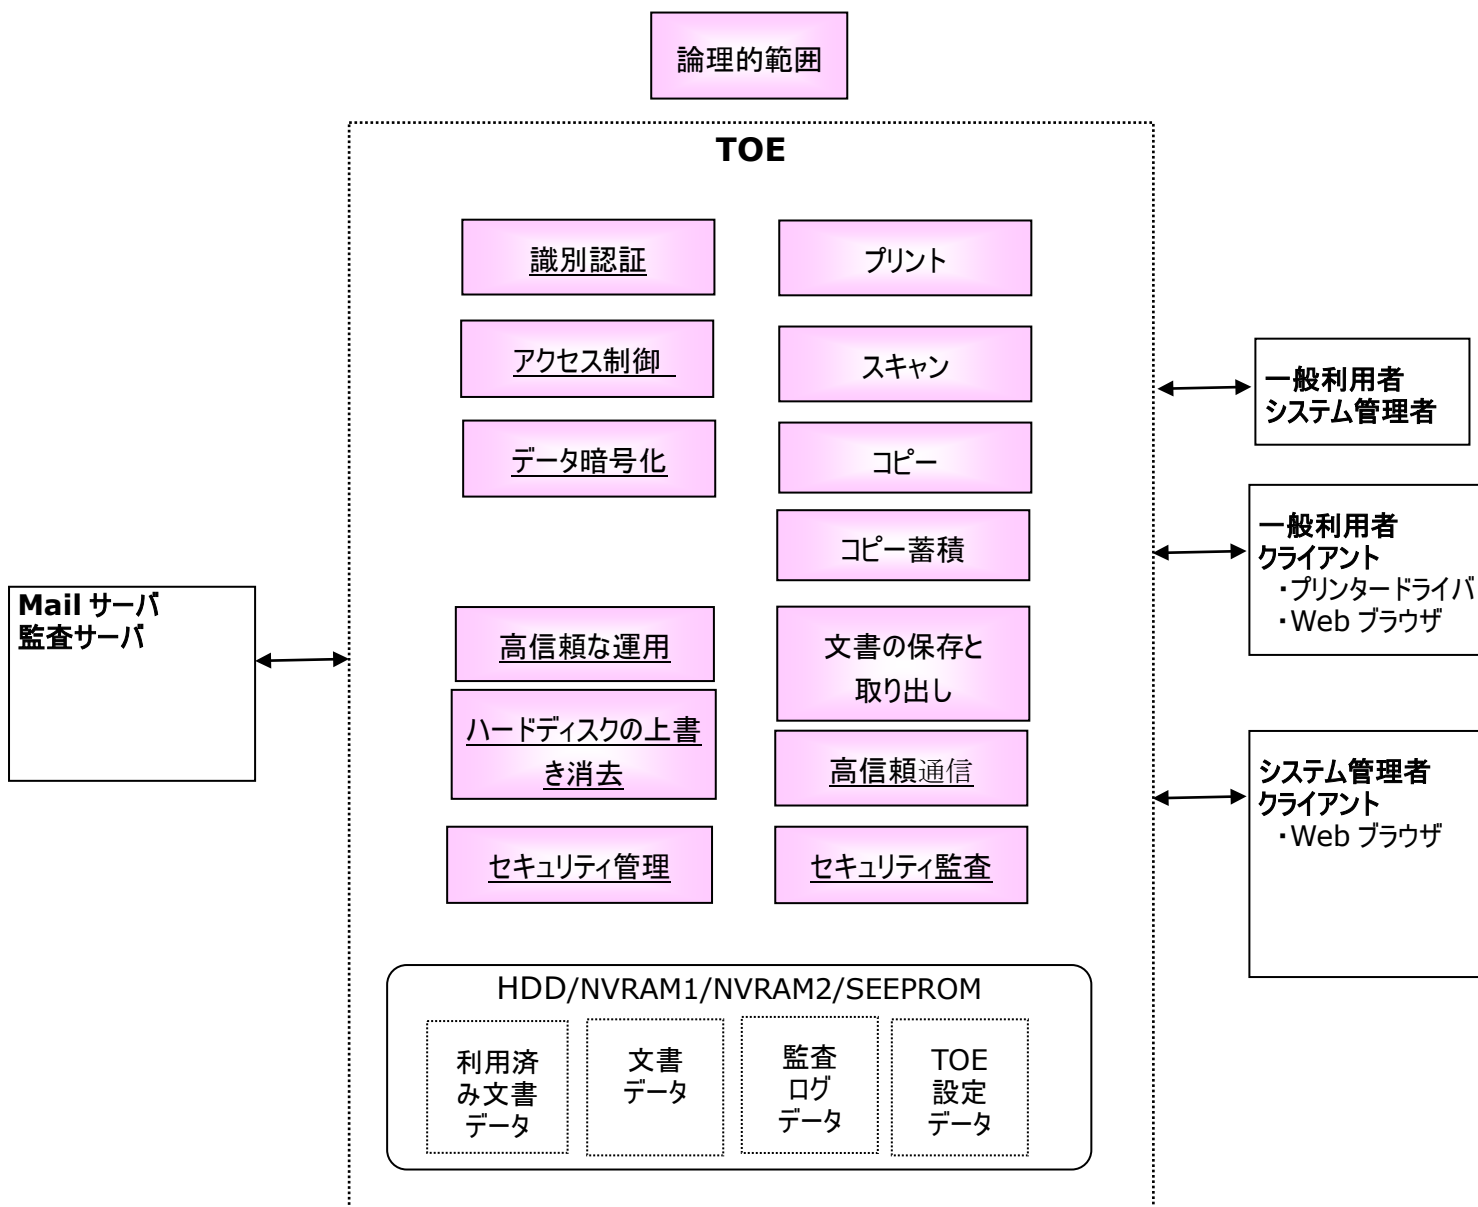 論理的範囲
TOE
識別認証
プリント
アクセス制御
スキャン
データ暗号化
コピー
コピー蓄積
高信頼な運用
文書の保存と
取り出し
ハードディスクの上書
き消去
高信頼通信
セキュリティ管理
セキュリティ監査
HDD/NVRAM1/NVRAM2/SEEPROM
利用済
み文書
データ
文書
データ
監査
ログ
データ
TOE
設定
データ
Mail サーバ
監査サーバ
一般利用者
システム管理者
一般利用者
クライアント
・プリンタードライバ
・Web ブラウザ
システム管理者
クライアント
・Web ブラウザ